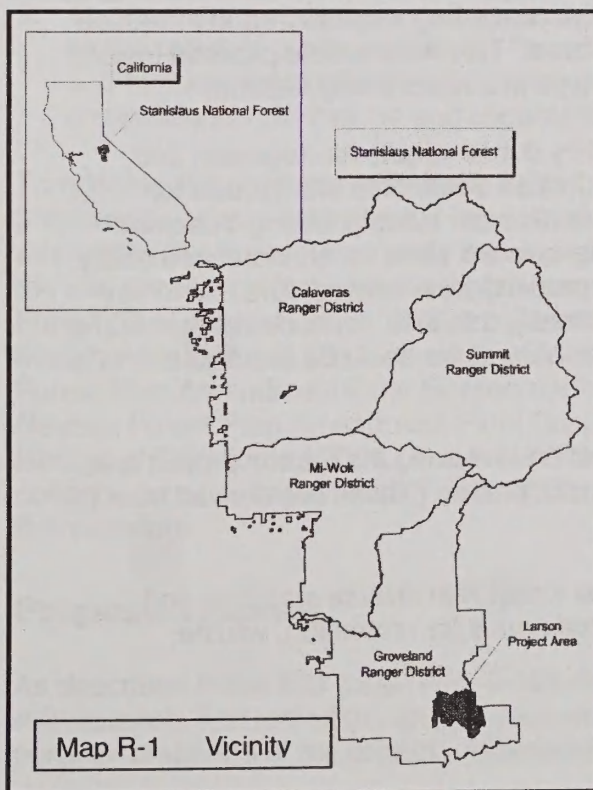 California
Stanislaus National Forest
Stanislaus National Forest
Calaveras
Ranger District
Summit
Ranger District
Mi-Wok
Ranger District
Larson
Project Area
Groveland
Ranger District
Map R-1 Vicinity